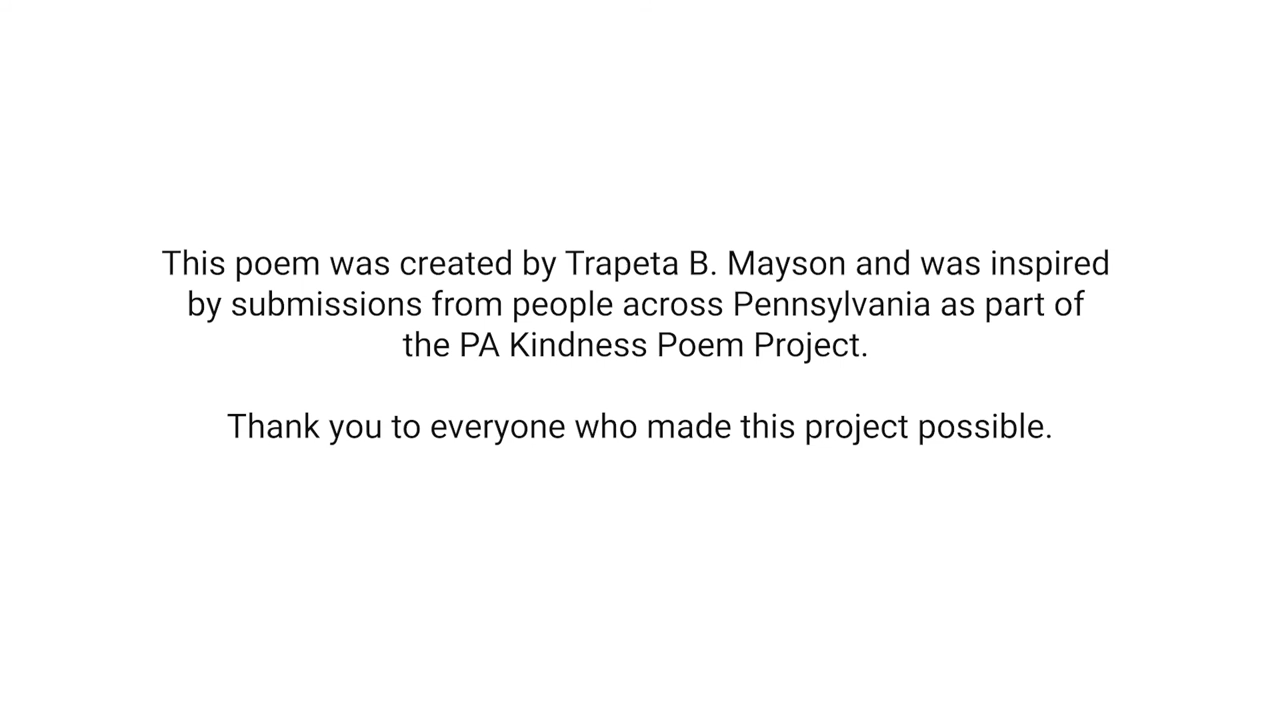 This poem was created by Trapeta B. Mayson and was inspired
by submissions from people across Pennsylvania as part of
the PA Kindness Poem Project.
Thank you to everyone who made this project possible.